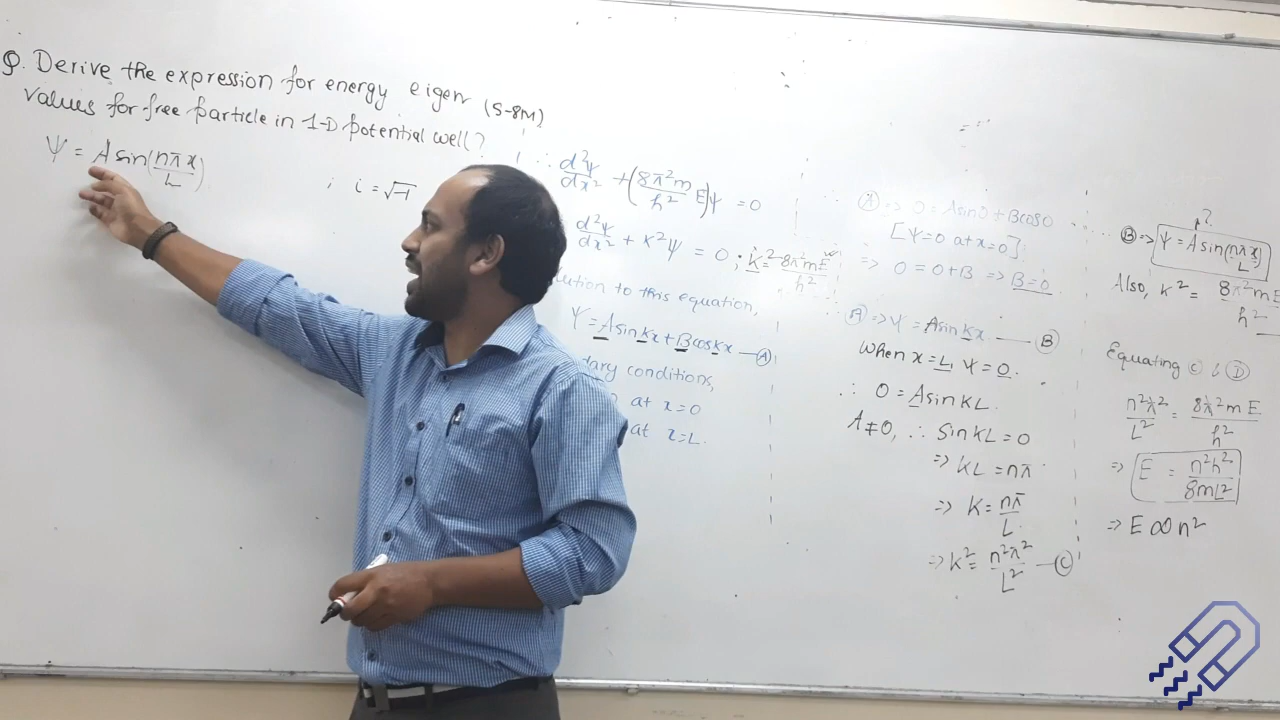 Q. Derive the expression for energy eigen (5-8M)
values for free particle in 1-D potential well?
Ψ = A sin(nπx/L)
; i = √-1
∴ d²Ψ/dx² + (8π²m/h² E)Ψ = 0
d²Ψ/dx² + K²Ψ = 0 ; K² = 8π²mE/h²
to this equation,
Ψ = A sin Kx + B cos Kx — (A)
conditions,
at x=0
at x=L.
(A) => 0 = A sin 0 + B cos 0
[Ψ=0 at x=0]
=> 0 = 0+B => B=0
(A) => Ψ = A sin Kx — (B)
When x=L, Ψ=0.
∴ 0 = A sin KL.
A≠0, ∴ Sin KL = 0
=> KL = nπ
=> K = nπ/L
=> K² = n²π²/L² — (C)
?
(B) => Ψ = A sin(nπx/L)
Also, K² = 8π²mE/h²
Equating (C) & (D)
n²π²/L² = 8π²mE/h²
=> E = n²h²/8mL²
=> E ∝ n²